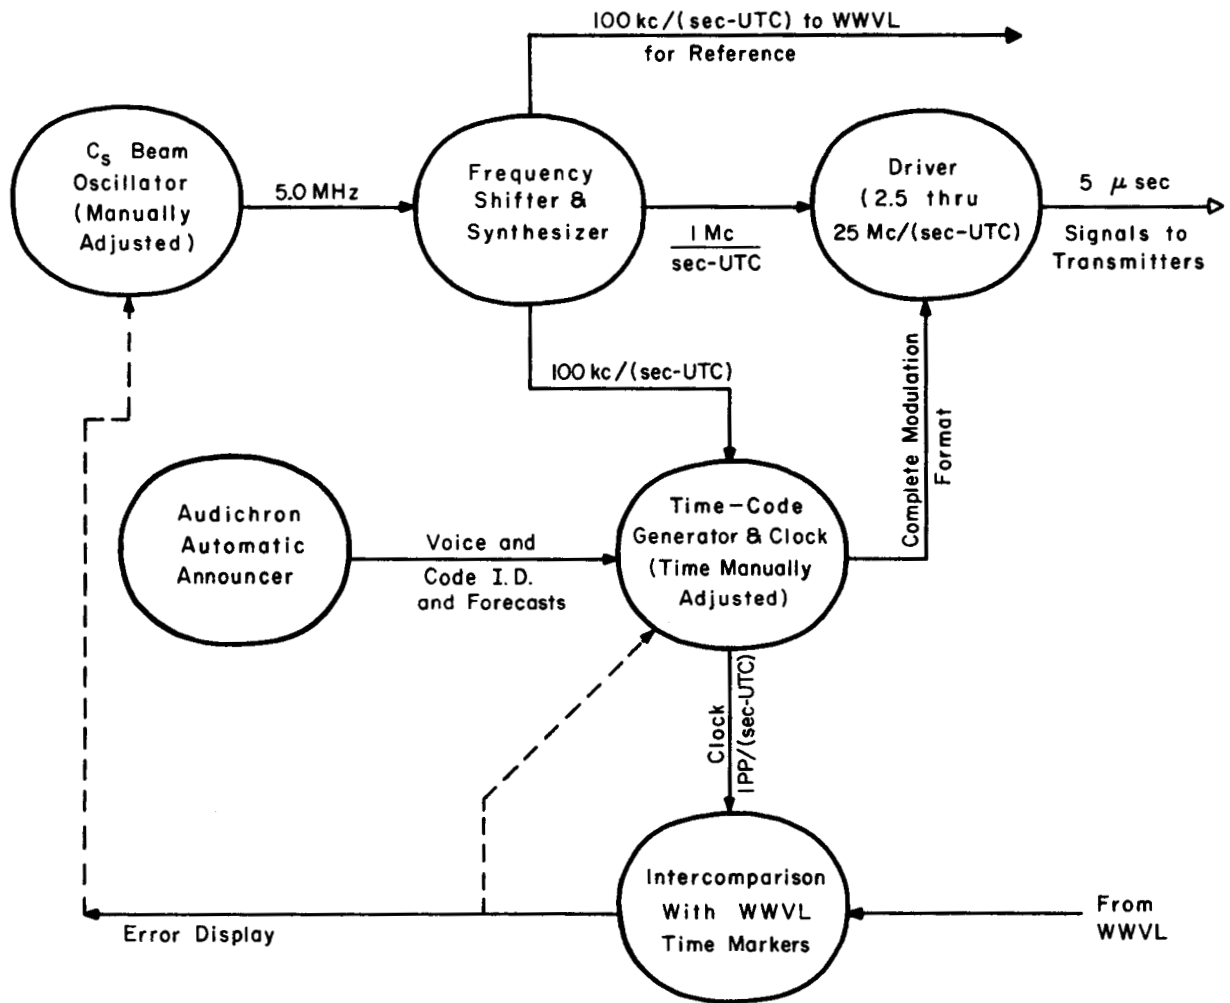 100 kc/(sec-UTC) to WWVL
for Reference
Cs Beam
Oscillator
(Manually
Adjusted)
5.0 MHz
Frequency
Shifter &
Synthesizer
1 Mc
sec-UTC
Driver
(2.5 thru
25 Mc/(sec-UTC)
5 μ sec
Signals to
Transmitters
100 kc/(sec-UTC)
Complete Modulation
Format
Audichron
Automatic
Announcer
Voice and
Code I.D.
and Forecasts
Time-Code
Generator & Clock
(Time Manually
Adjusted)
Clock
1PP/(sec-UTC)
Intercomparison
With WWVL
Time Markers
From
WWVL
Error Display